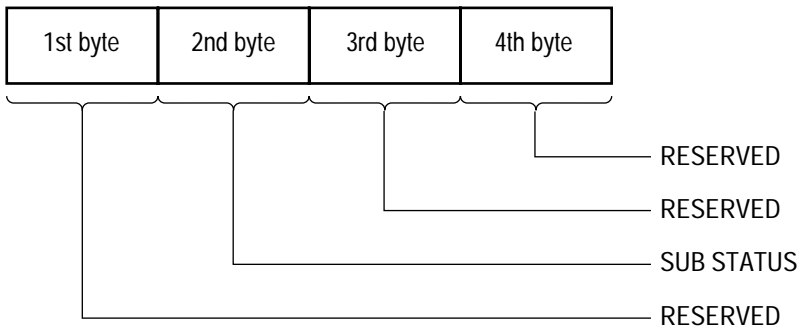 1st byte 2nd byte 3rd byte 4th byte
RESERVED
RESERVED
SUB STATUS
RESERVED